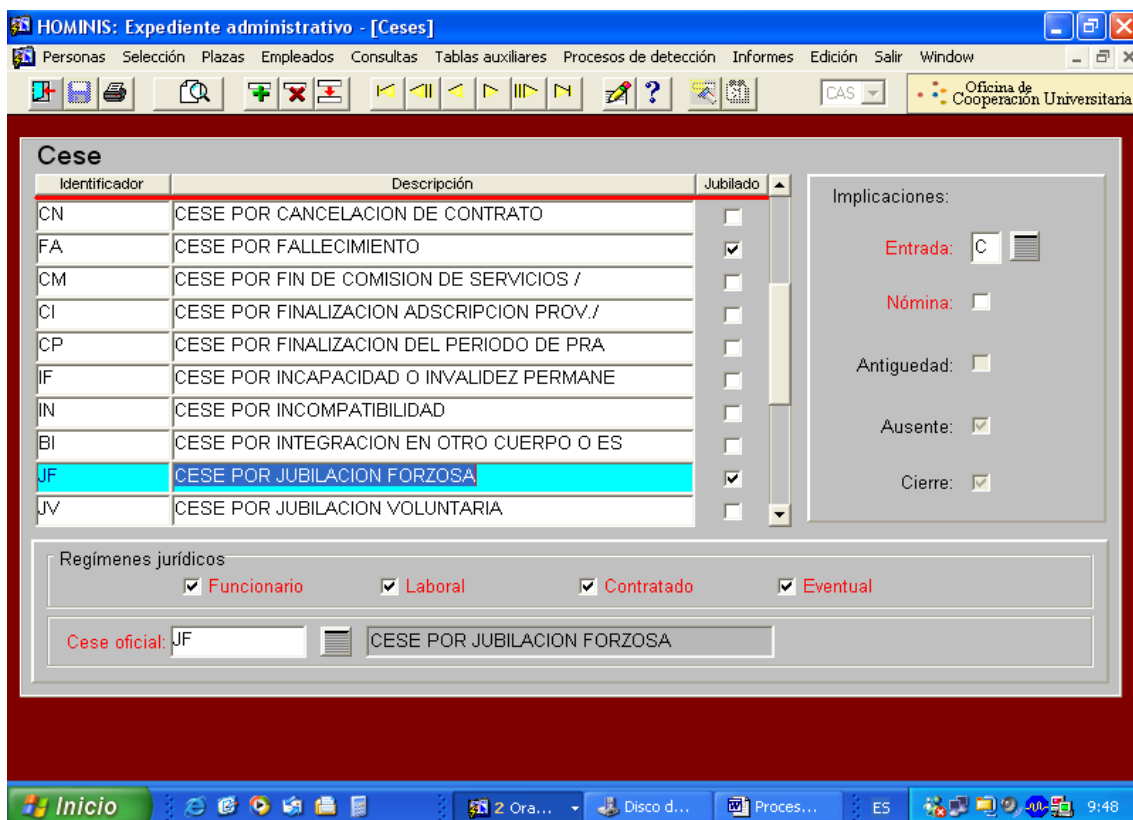 HOMINIS: Expediente administrativo - [Ceses]
Personas Selección Plazas Empleados Consultas Tablas auxiliares Procesos de detección Informes Edición Salir Window
CAS
Oficina de
Cooperación Universitaria
Cese
Identificador Descripción Jubilado
CN CESE POR CANCELACION DE CONTRATO
FA CESE POR FALLECIMIENTO
CM CESE POR FIN DE COMISION DE SERVICIOS /
CI CESE POR FINALIZACION ADSCRIPCION PROV./
CP CESE POR FINALIZACION DEL PERIODO DE PRA
IF CESE POR INCAPACIDAD O INVALIDEZ PERMANE
IN CESE POR INCOMPATIBILIDAD
BI CESE POR INTEGRACION EN OTRO CUERPO O ES
JF CESE POR JUBILACION FORZOSA
JV CESE POR JUBILACION VOLUNTARIA
Implicaciones:
Entrada: C
Nómina:
Antiguedad:
Ausente:
Cierre:
Regímenes jurídicos
Funcionario Laboral Contratado Eventual
Cese oficial: JF CESE POR JUBILACION FORZOSA
Inicio 2 Ora... Disco d... Proces... ES 9:48